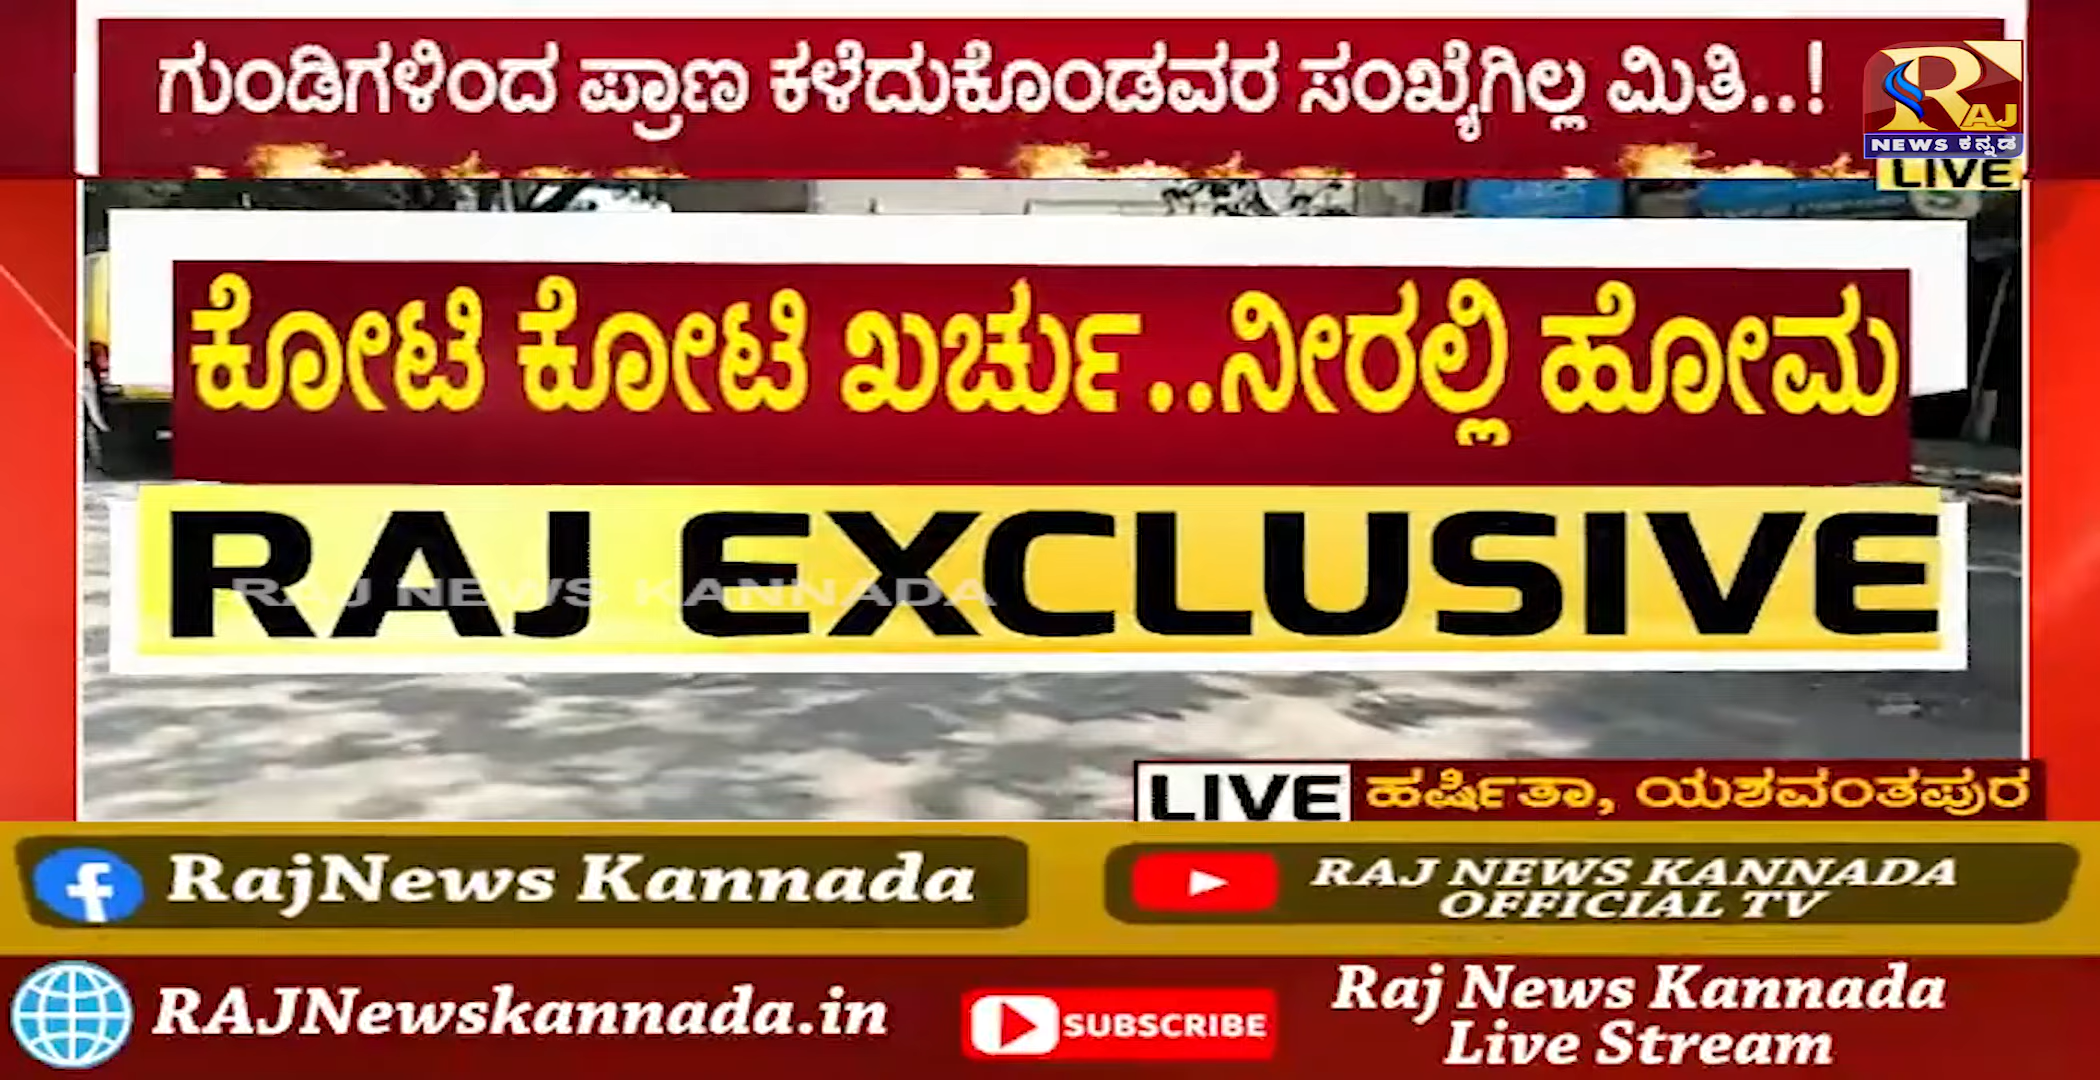 ಗುಂಡಿಗಳಿಂದ ಪ್ರಾಣ ಕಳೆದುಕೊಂಡವರ ಸಂಖ್ಯೆಗಿಲ್ಲ ಮಿತಿ..!
RAJ
NEWS ಕನ್ನಡ
LIVE
ಕೋಟಿ ಕೋಟಿ ಖರ್ಚು..ನೀರಲ್ಲಿ ಹೋಮ
RAJ EXCLUSIVE
RAJ NEWS KANNADA
LIVE ಹರ್ಷಿತಾ, ಯಶವಂತಪುರ
RajNews Kannada
RAJ NEWS KANNADA
OFFICIAL TV
RAJNewskannada.in
SUBSCRIBE
Raj News Kannada
Live Stream